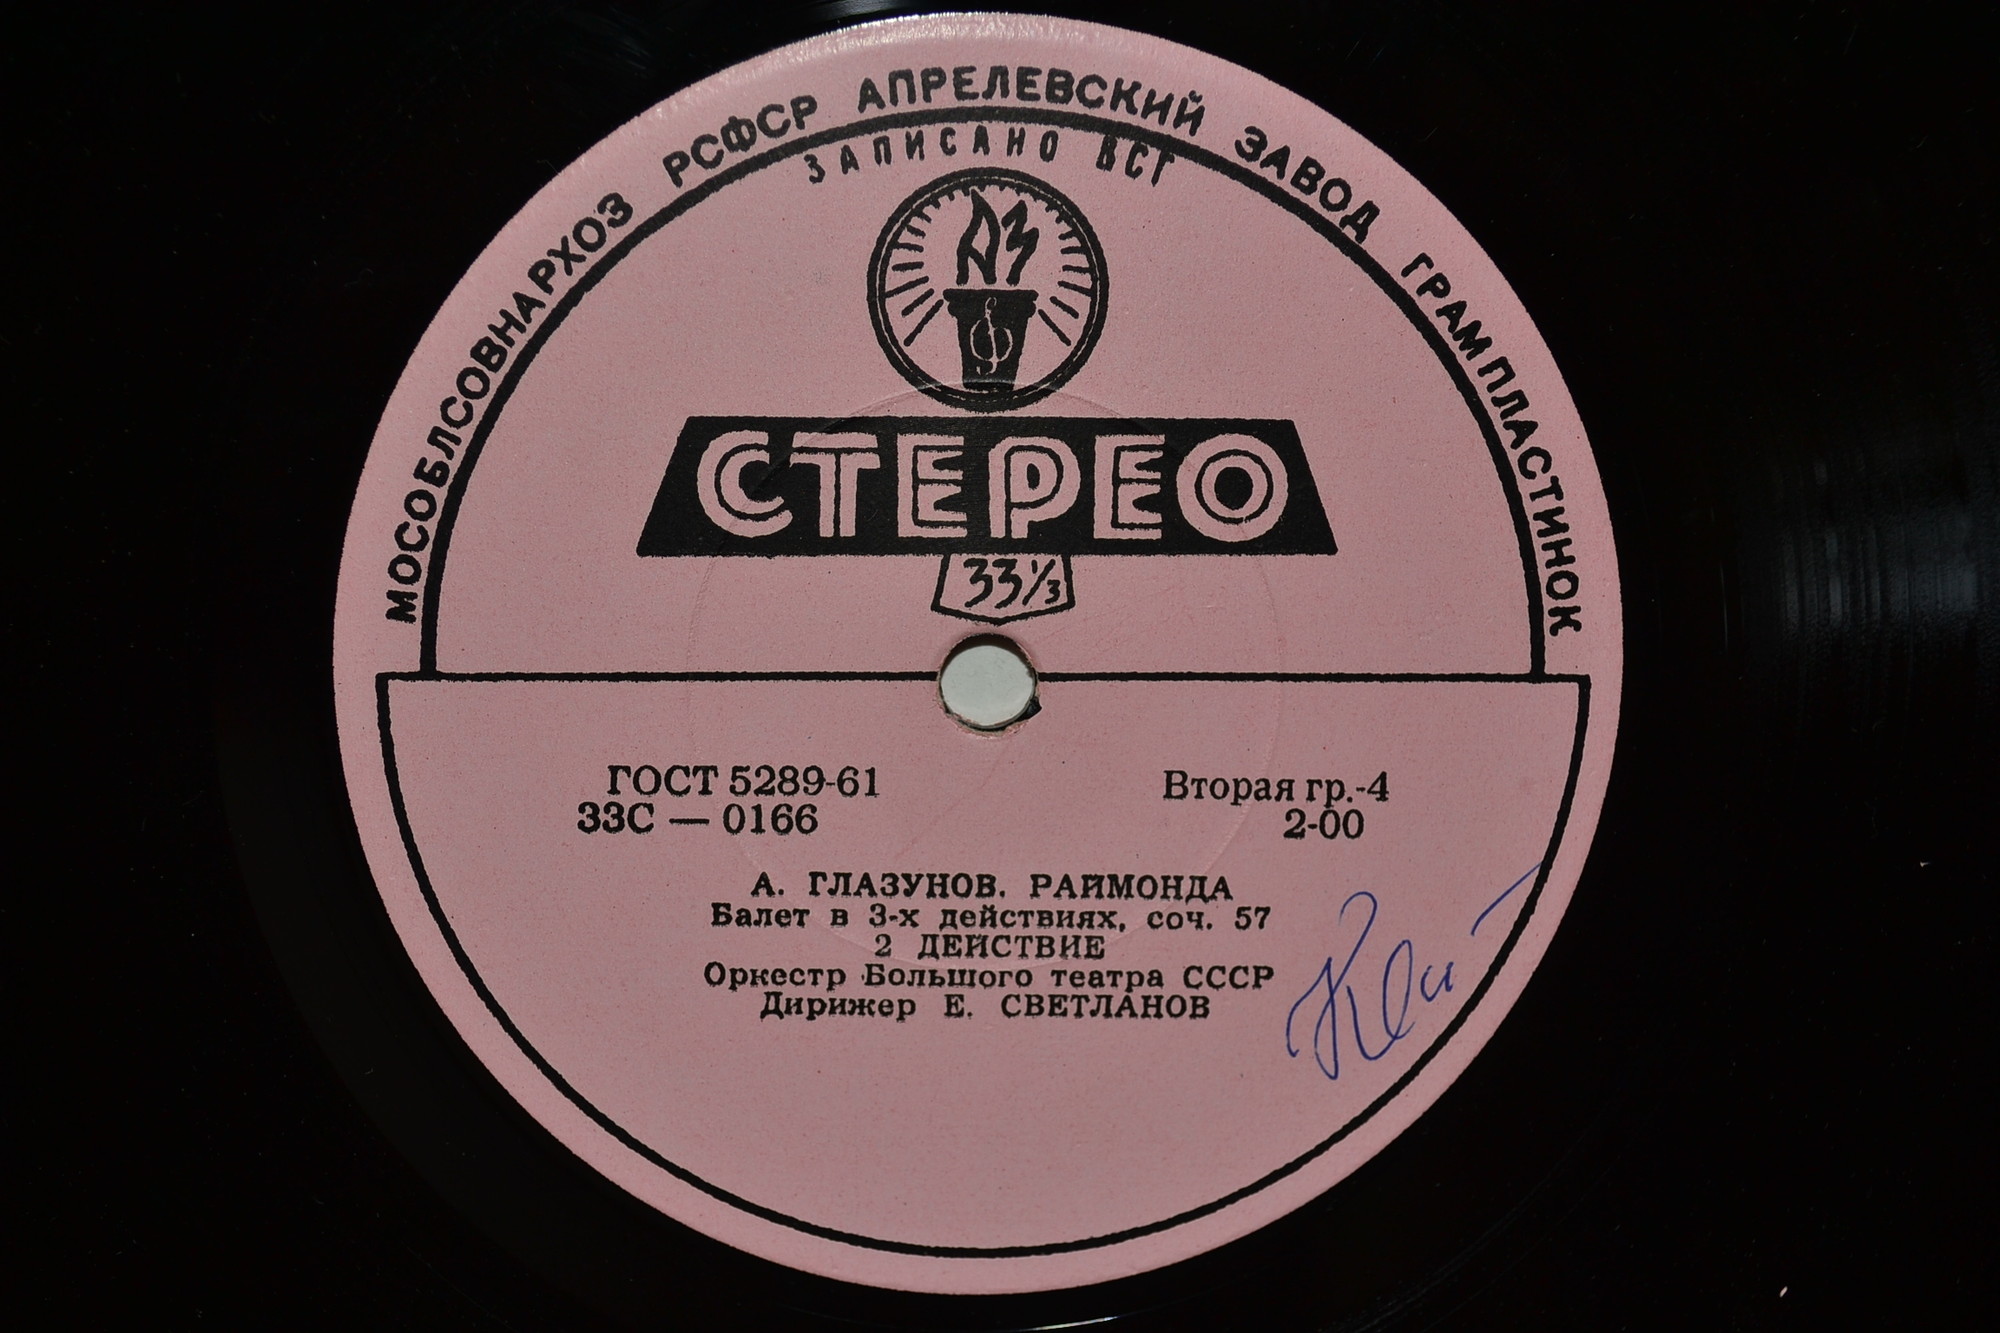 МОСОБЛСОВНАРХОЗ РСФСР АПРЕЛЕВСКИЙ ЗАВОД ГРАМПЛАСТИНОК
ЗАПИСАНО ВСГ
АЗ
СТЕРЕО
33⅓
ГОСТ 5289-61
33С — 0166
Вторая гр.-4
2-00
А. ГЛАЗУНОВ. РАЙМОНДА
Балет в 3-х действиях, соч. 57
2 ДЕЙСТВИЕ
Оркестр Большого театра СССР
Дирижер Е. СВЕТЛАНОВ